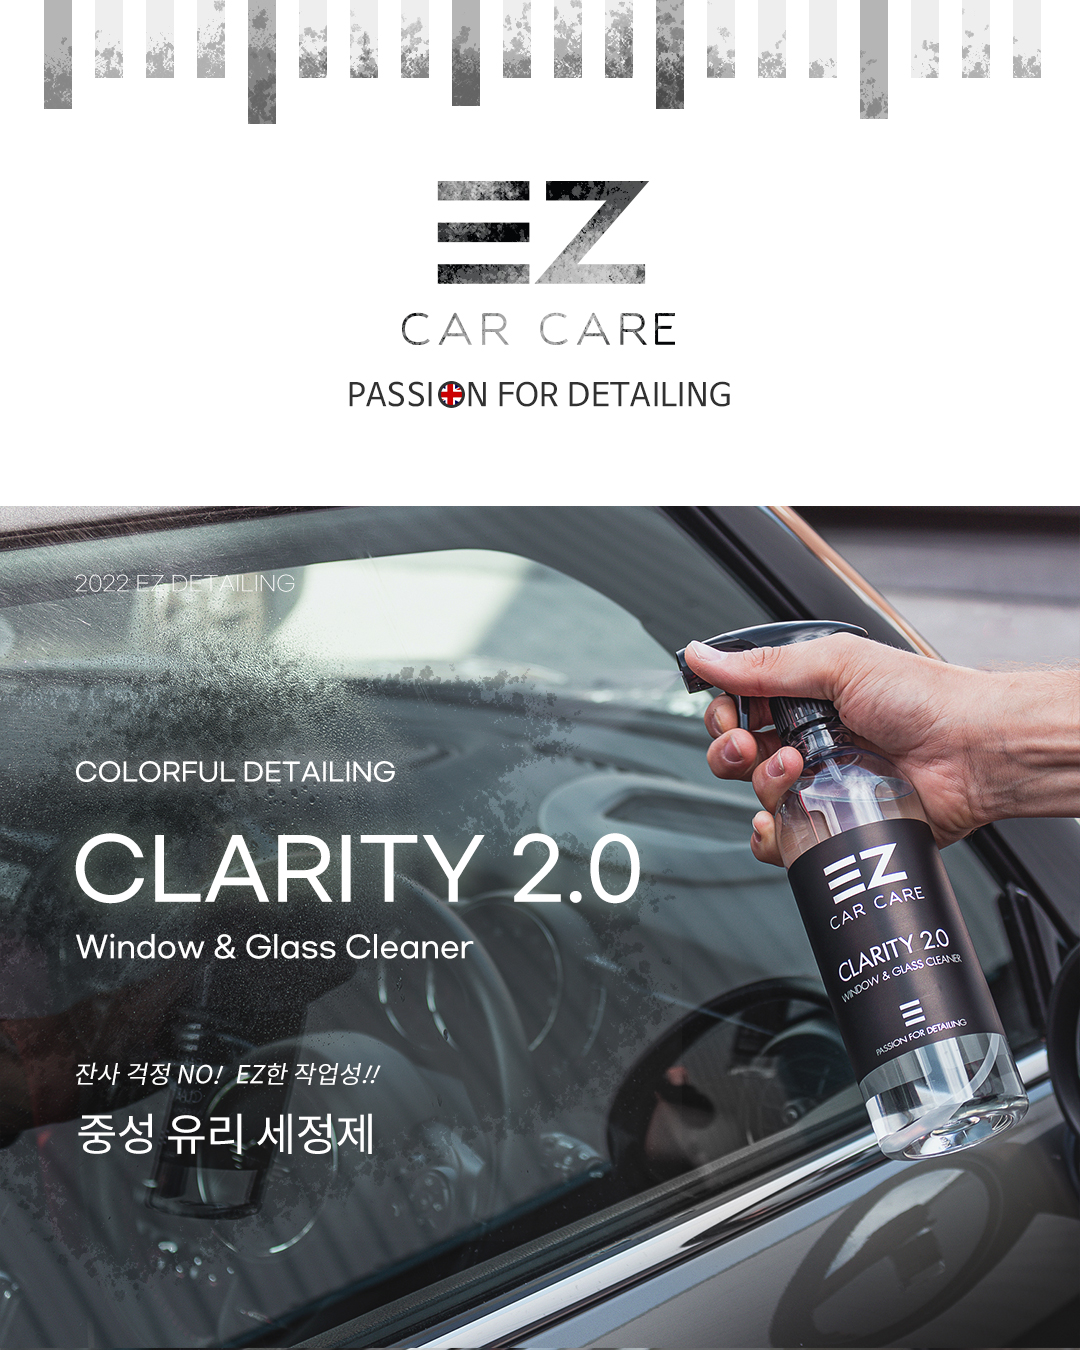 EZ
CAR CARE
PASSION FOR DETAILING
2022 EZ DETAILING
COLORFUL DETAILING
CLARITY 2.0
Window & Glass Cleaner
잔사 걱정 NO! EZ한 작업성!!
중성 유리 세정제
EZ
CAR CARE
CLARITY 2.0
WINDOW & GLASS CLEANER
PASSION FOR DETAILING